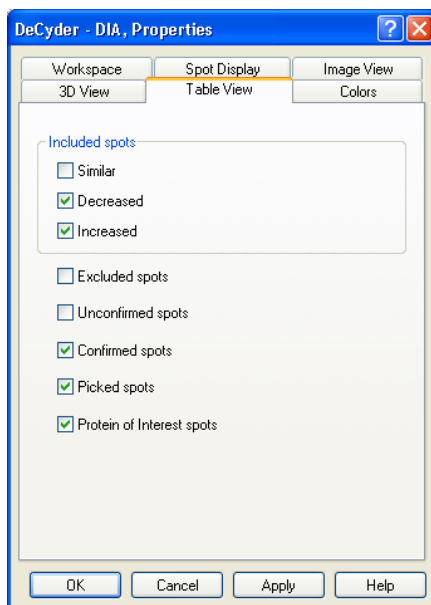 DeCyder - DIA, Properties
Workspace Spot Display Image View
3D View Table View Colors
Included spots
Similar
Decreased
Increased
Excluded spots
Unconfirmed spots
Confirmed spots
Picked spots
Protein of Interest spots
OK Cancel Apply Help